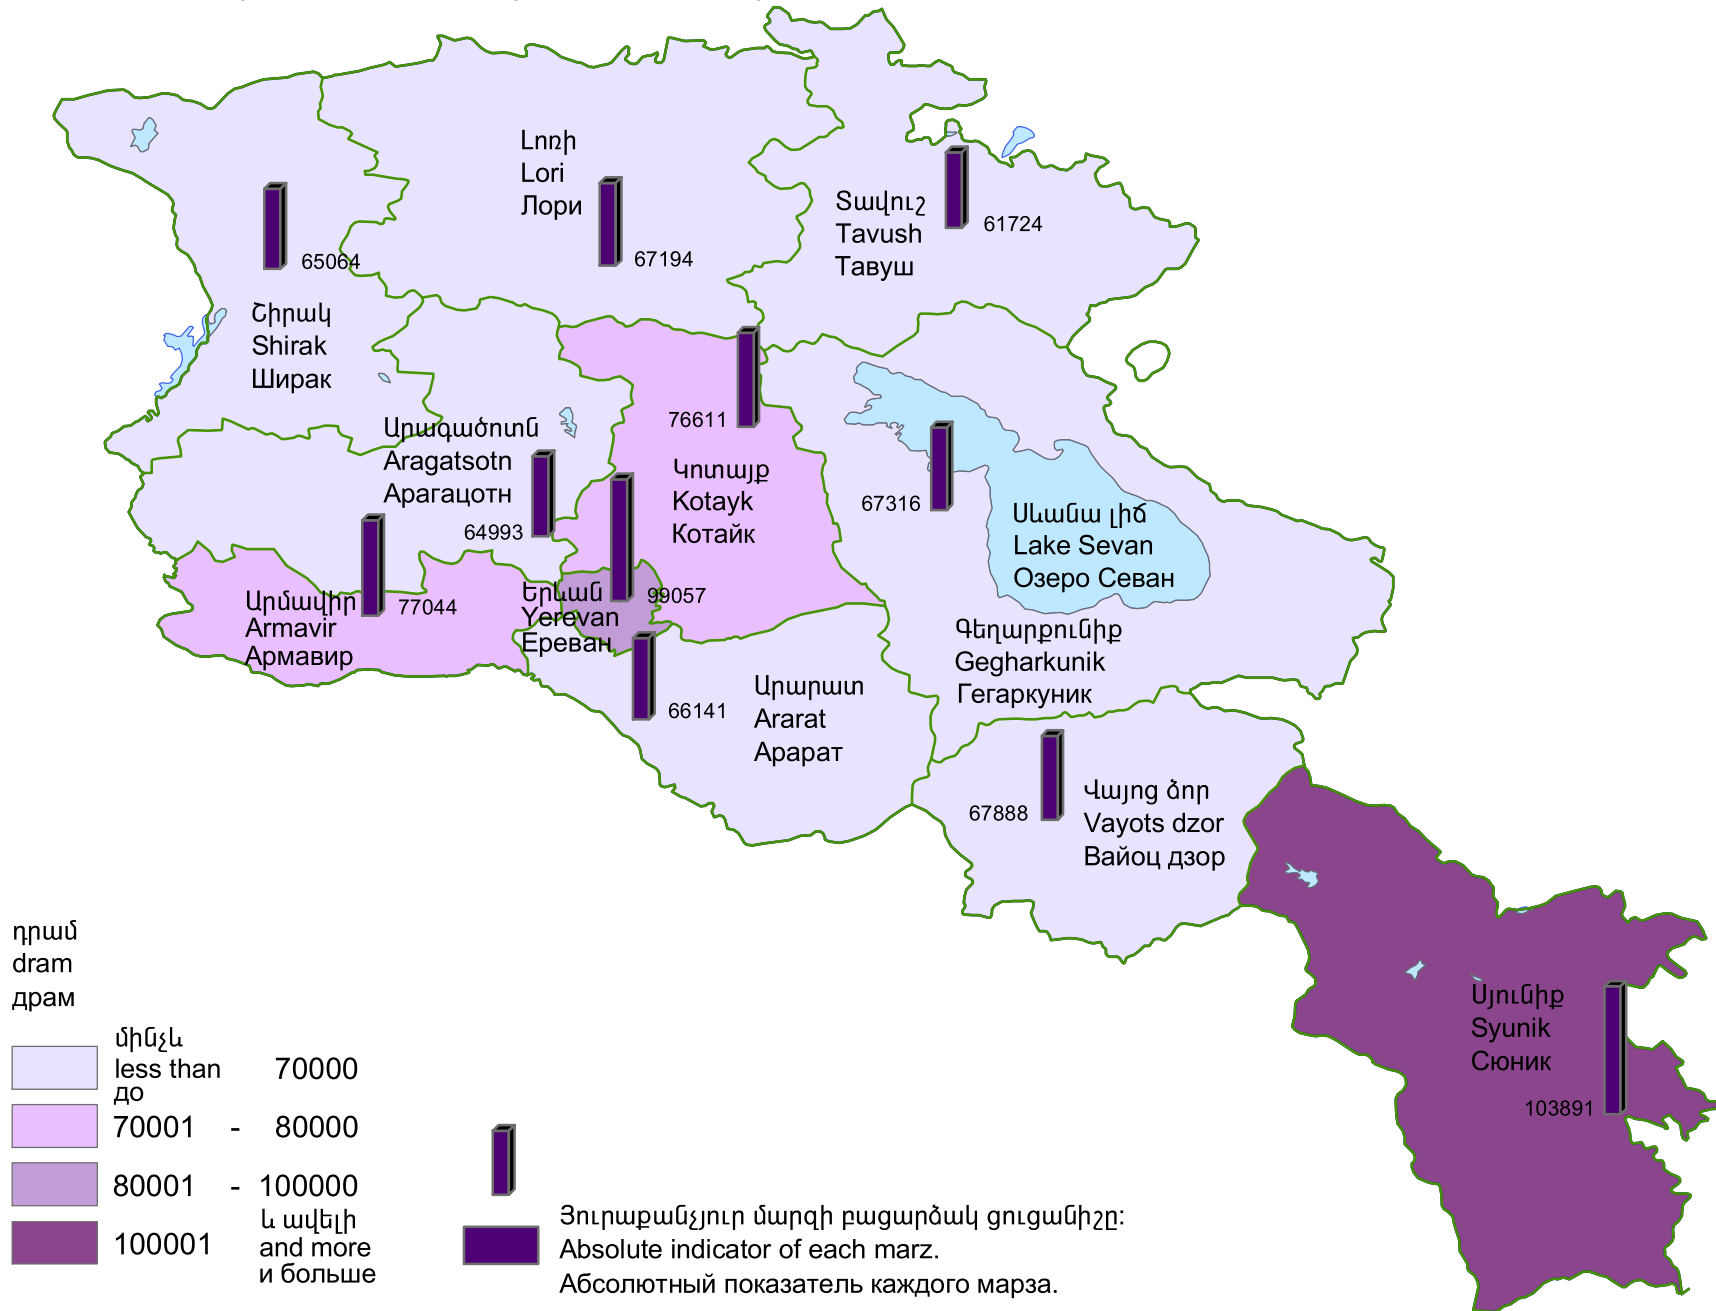 Լոռի
Lori
Лори
67194
Տավուշ
Tavush
Тавуш
61724
65064
Շիրակ
Shirak
Ширак
76611
Կոտայք
Kotayk
Котайк
Արագածոտն
Aragatsotn
Арагацотн
64993
67316
Սևանա լիճ
Lake Sevan
Озеро Севан
Արմավիր
Armavir
Армавир
77044
Երևան
Yerevan
Ереван
99057
Գեղարքունիք
Gegharkunik
Гегаркуник
66141
Արարատ
Ararat
Арарат
67888
Վայոց ձոր
Vayots dzor
Вайоц дзор
Սյունիք
Syunik
Сюник
103891
դրամ
dram
драм
մինչև
less than 70000
до
70001 - 80000
80001 - 100000
100001 և ավելի
and more
и больше
Յուրաքանչյուր մարզի բացարձակ ցուցանիշը:
Absolute indicator of each marz.
Абсолютный показатель каждого марза.